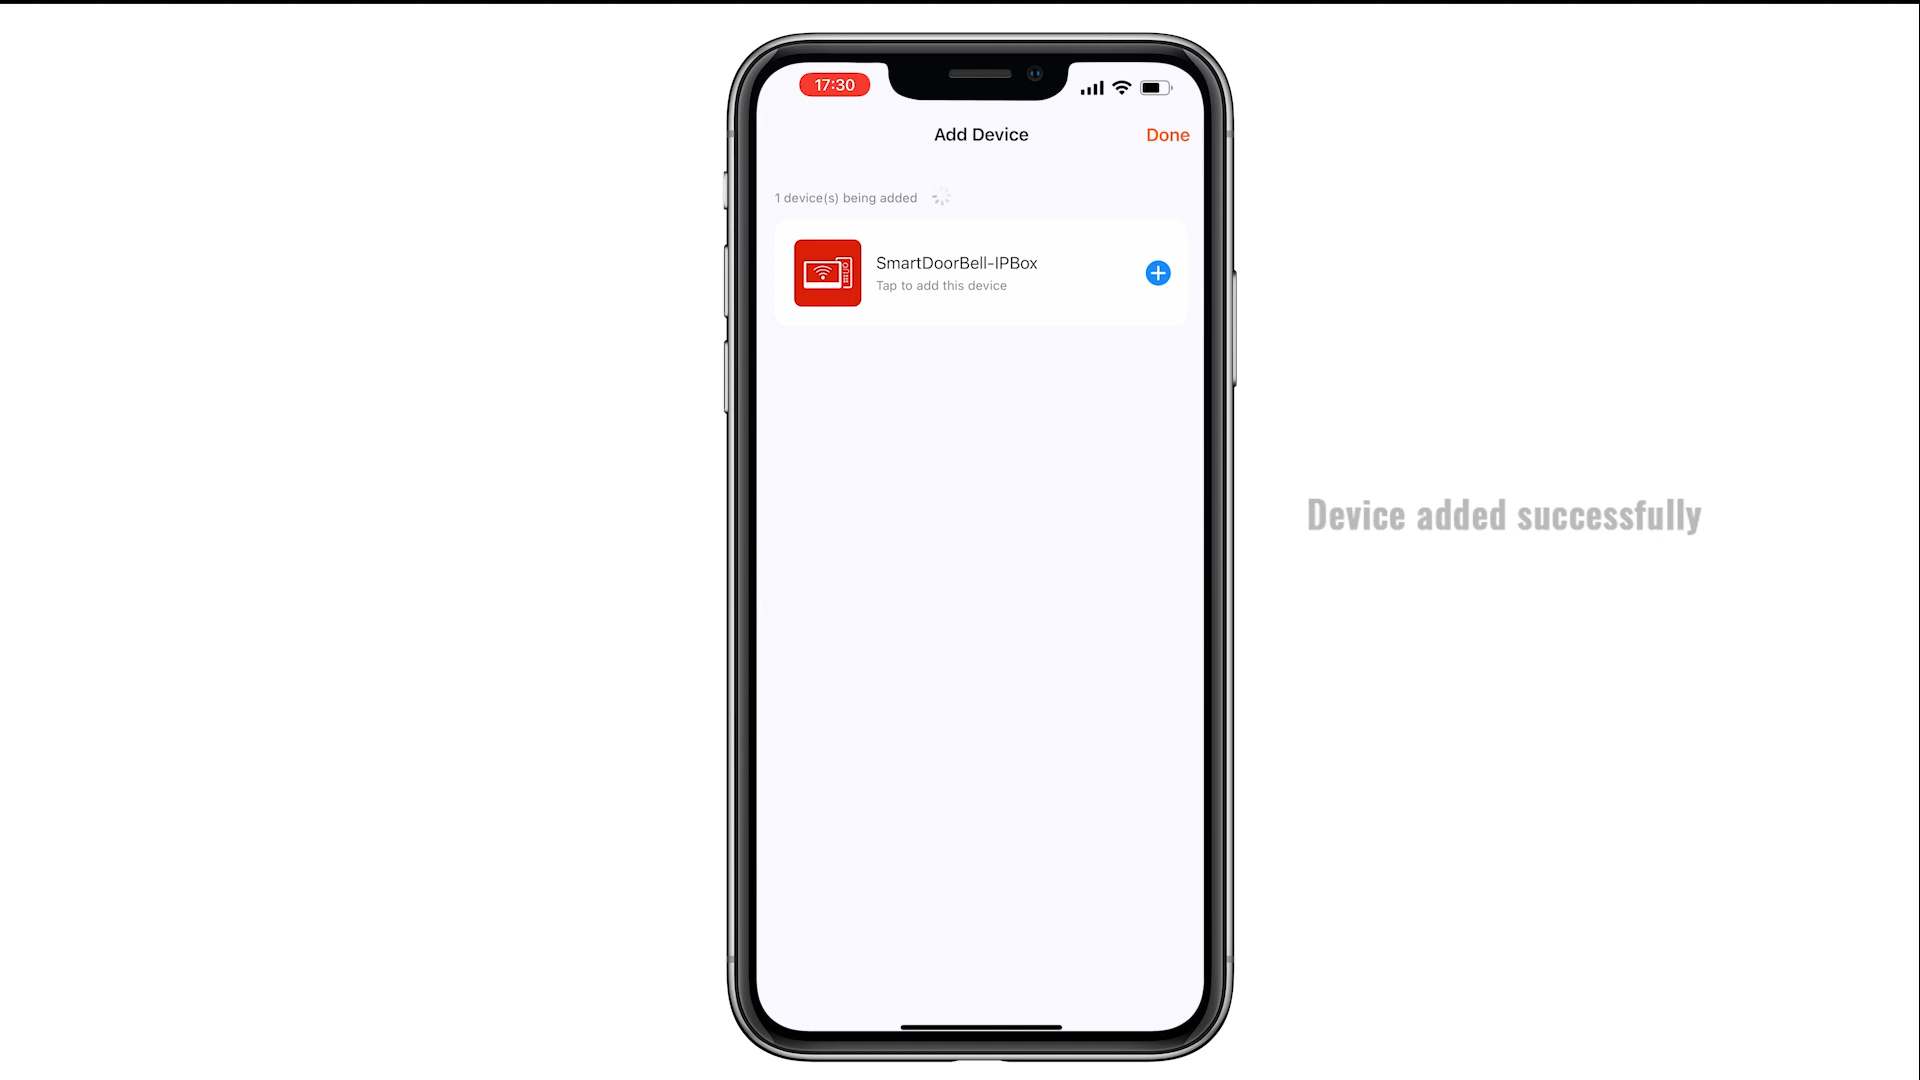 17:30
Add Device
Done
1 device(s) being added
SmartDoorBell-IPBox
Tap to add this device
Device added successfully